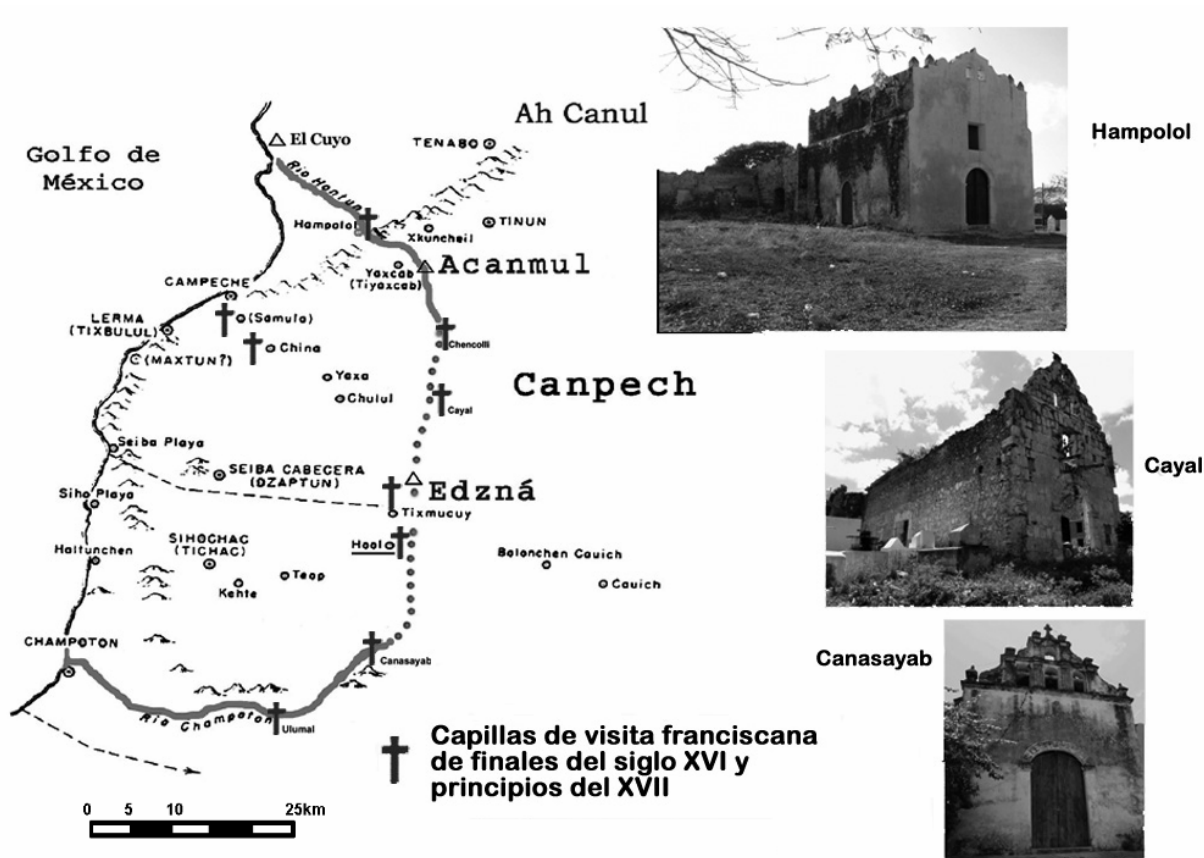 Golfo de
México
El Cuyo
Ah Canul
TENABO
Río Hontún
Hampolol
Xkuncheil
TINUN
Yaxcab
(Tiyaxcab)
Acanmul
CAMPECHE
(Samula)
LERMA
(TIXBULUL)
China
Chencolli
(MAXTUN?)
Yaxa
Chulul
Canpech
Cayal
Seiba Playa
SEIBA CABECERA
(DZAPTUN)
Edzná
Siho Playa
Tixmucuy
Haltunchen
SIHOCHAC
(TICHAC)
Hool
Bolonchen Cauich
Kehte
Teop
Cauich
CHAMPOTON
Canasayab
Río Champoton
Ulumal
Capillas de visita franciscana
de finales del siglo XVI y
principios del XVII
0 5 10 25km
Hampolol
Cayal
Canasayab